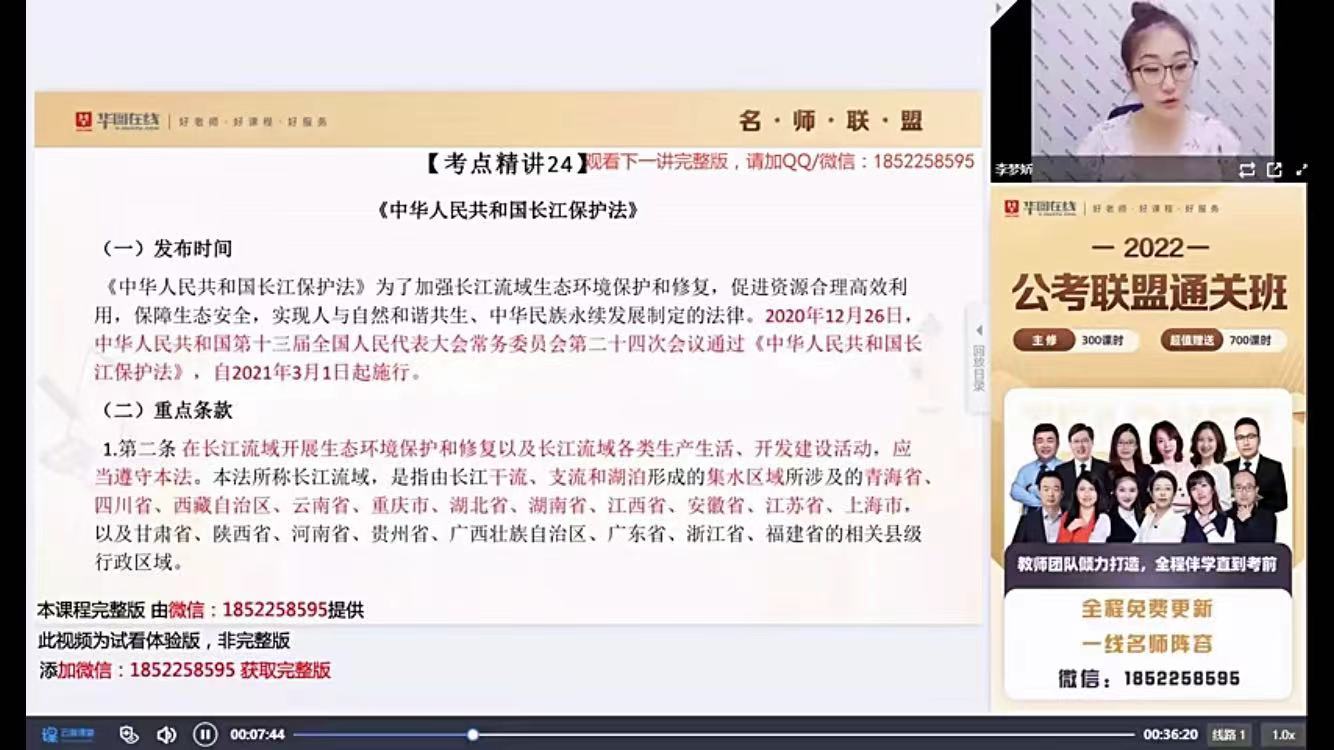 华图在线 | 好老师·好课程·好服务
名·师·联·盟
【考点精讲24】
观看下一讲完整版，请加QQ/微信：1852258595
《中华人民共和国长江保护法》
（一）发布时间
《中华人民共和国长江保护法》为了加强长江流域生态环境保护和修复，促进资源合理高效利
用，保障生态安全，实现人与自然和谐共生、中华民族永续发展制定的法律。2020年12月26日，
中华人民共和国第十三届全国人民代表大会常务委员会第二十四次会议通过《中华人民共和国长
江保护法》，自2021年3月1日起施行。
（二）重点条款
1.第二条 在长江流域开展生态环境保护和修复以及长江流域各类生产生活、开发建设活动，应
当遵守本法。本法所称长江流域，是指由长江干流、支流和湖泊形成的集水区域所涉及的青海省、
四川省、西藏自治区、云南省、重庆市、湖北省、湖南省、江西省、安徽省、江苏省、上海市，
以及甘肃省、陕西省、河南省、贵州省、广西壮族自治区、广东省、浙江省、福建省的相关县级
行政区域。
本课程完整版 由微信：1852258595提供
此视频为试看体验版，非完整版
添加微信：1852258595 获取完整版
回放目录
李梦娇
华图在线 | 好老师·好课程·好服务
2022
公考联盟通关班
主修 300课时
超值赠送 700课时
教师团队倾力打造，全程伴学直到考前
全程免费更新
一线名师阵容
微信：1852258595
00:07:44
00:36:20
线路 1
1.0x